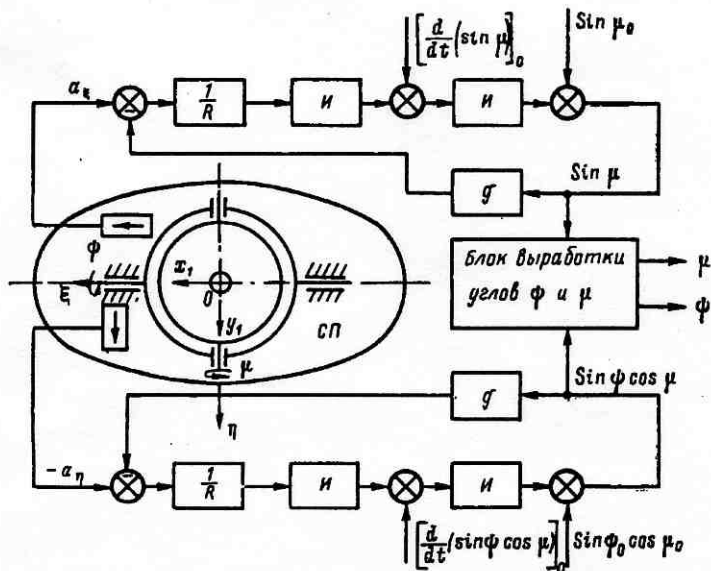 [d/dt (sin μ)]₀
Sin μ₀
a_ξ
1/R
И
И
g
Sin μ
φ
ξ
x₁
0
y₁
СП
μ
η
Блок выработки
углов φ и μ
μ
φ
Sin φ cos μ
g
-a_η
1/R
И
И
[d/dt (sin φ cos μ)]₀
Sin φ₀ cos μ₀